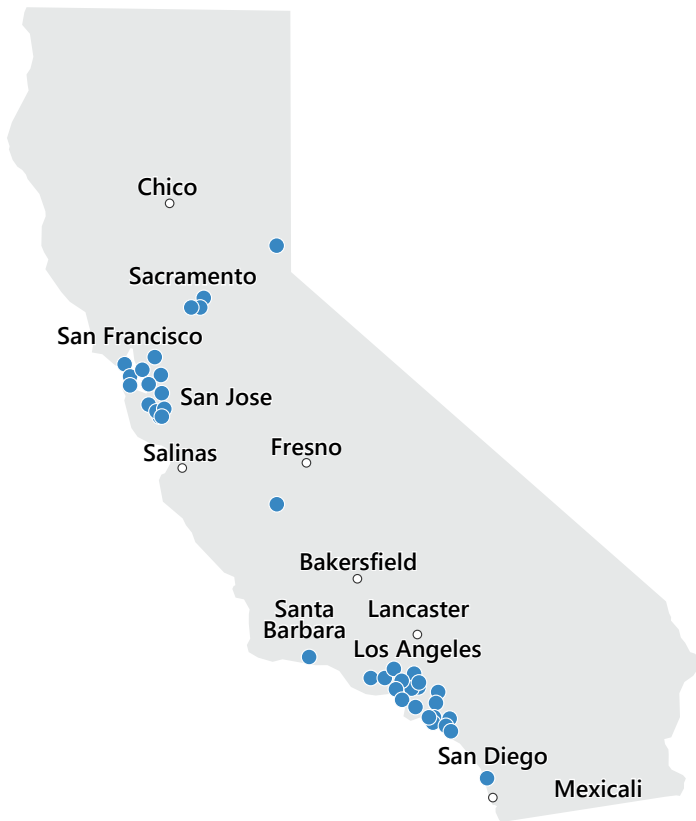 Chico
Sacramento
San Francisco
San Jose
Salinas
Fresno
Bakersfield
Santa
Barbara
Lancaster
Los Angeles
San Diego
Mexicali